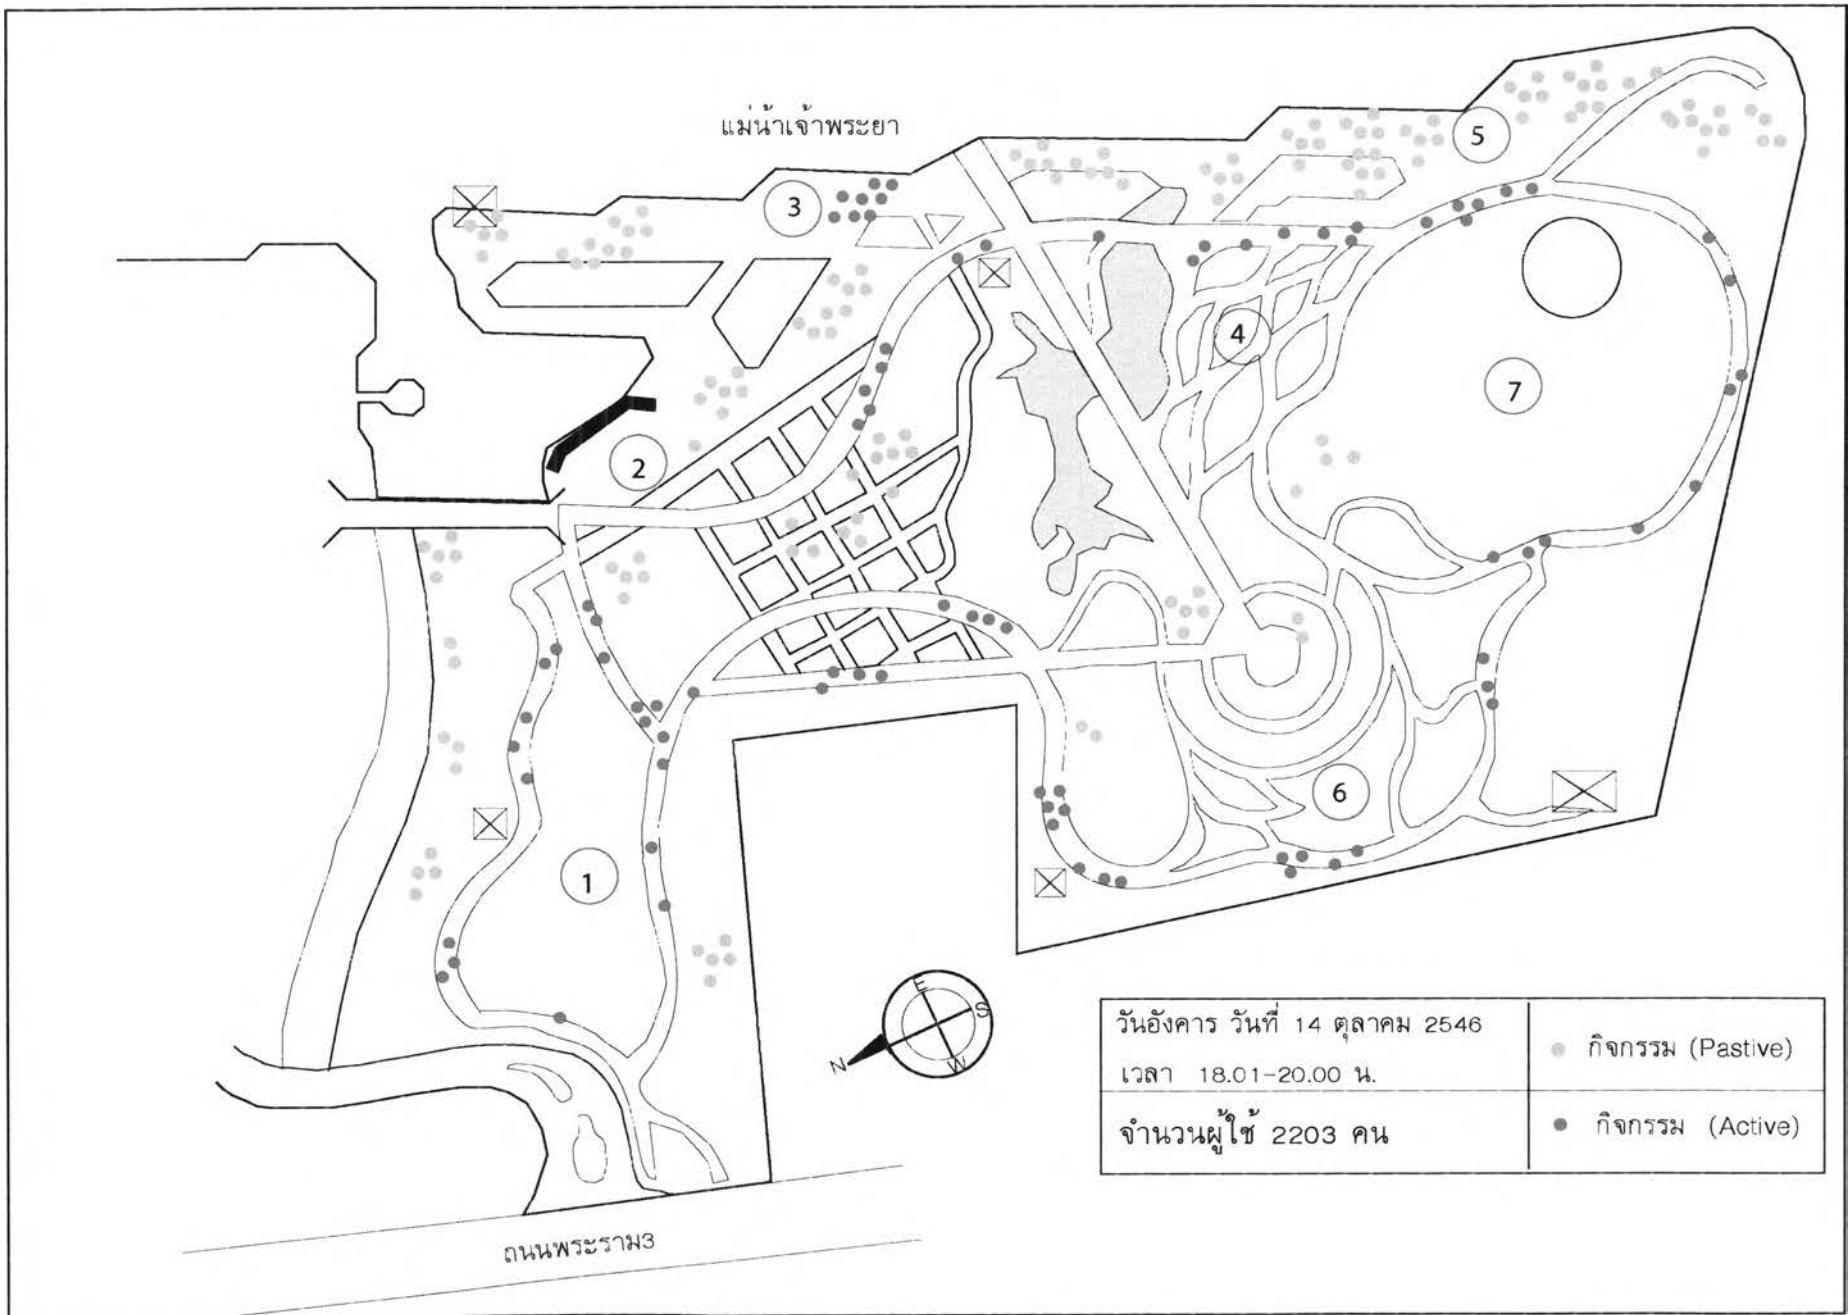 แม่น้ำเจ้าพระยา
5
3
4
7
2
6
1
E
S
N
W
วันอังคาร วันที่ 14 ตุลาคม 2546
เวลา 18.01-20.00 น.
จำนวนผู้ใช้ 2203 คน
กิจกรรม (Pastive)
กิจกรรม (Active)
ถนนพระราม3